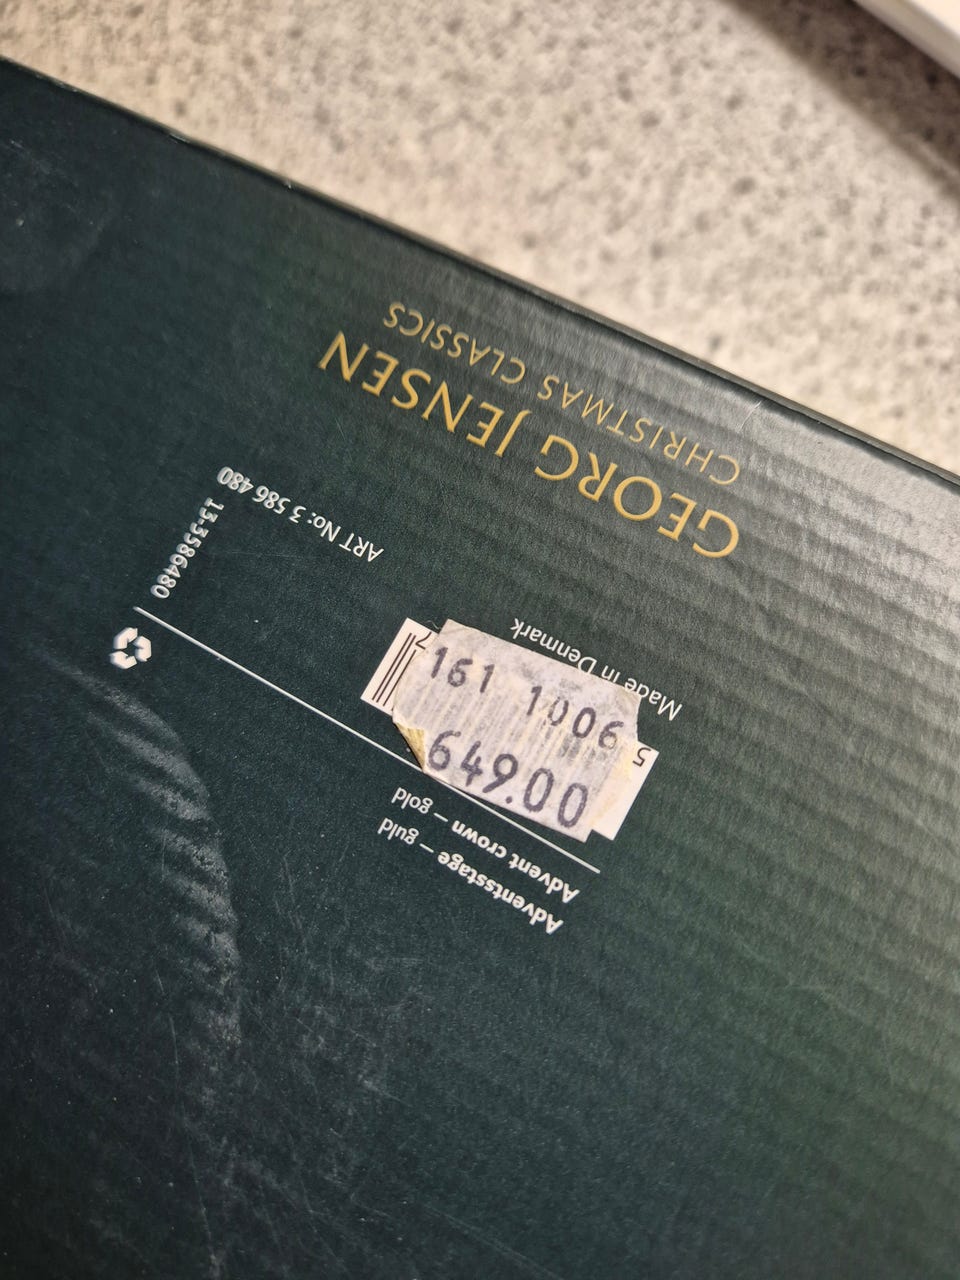 Adventsstage – guld
Advent crown – gold
Made in Denmark
ART No: 3 586 480
13-3586480
GEORG JENSEN
CHRISTMAS CLASSICS
161 1006
649.00
5